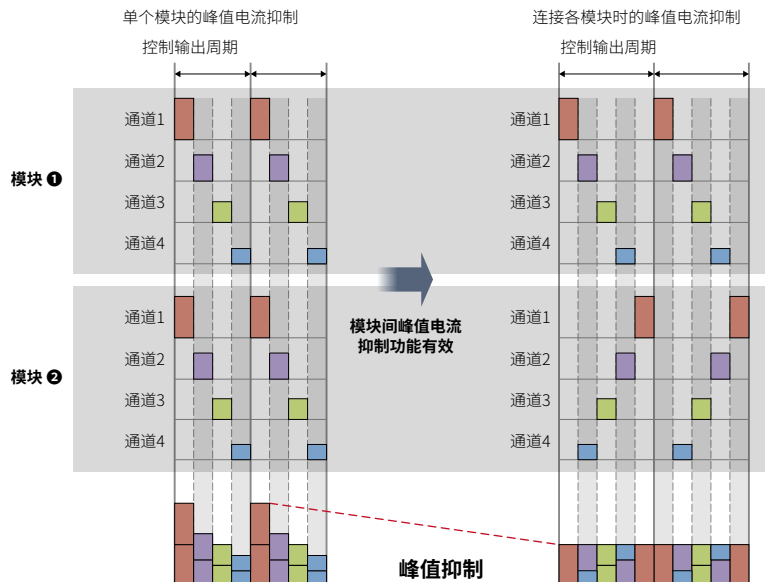 单个模块的峰值电流抑制
控制输出周期
通道1
通道2
通道3
通道4
模块 ❶
通道1
通道2
通道3
通道4
模块 ❷
模块间峰值电流
抑制功能有效
连接各模块时的峰值电流抑制
控制输出周期
通道1
通道2
通道3
通道4
通道1
通道2
通道3
通道4
峰值抑制